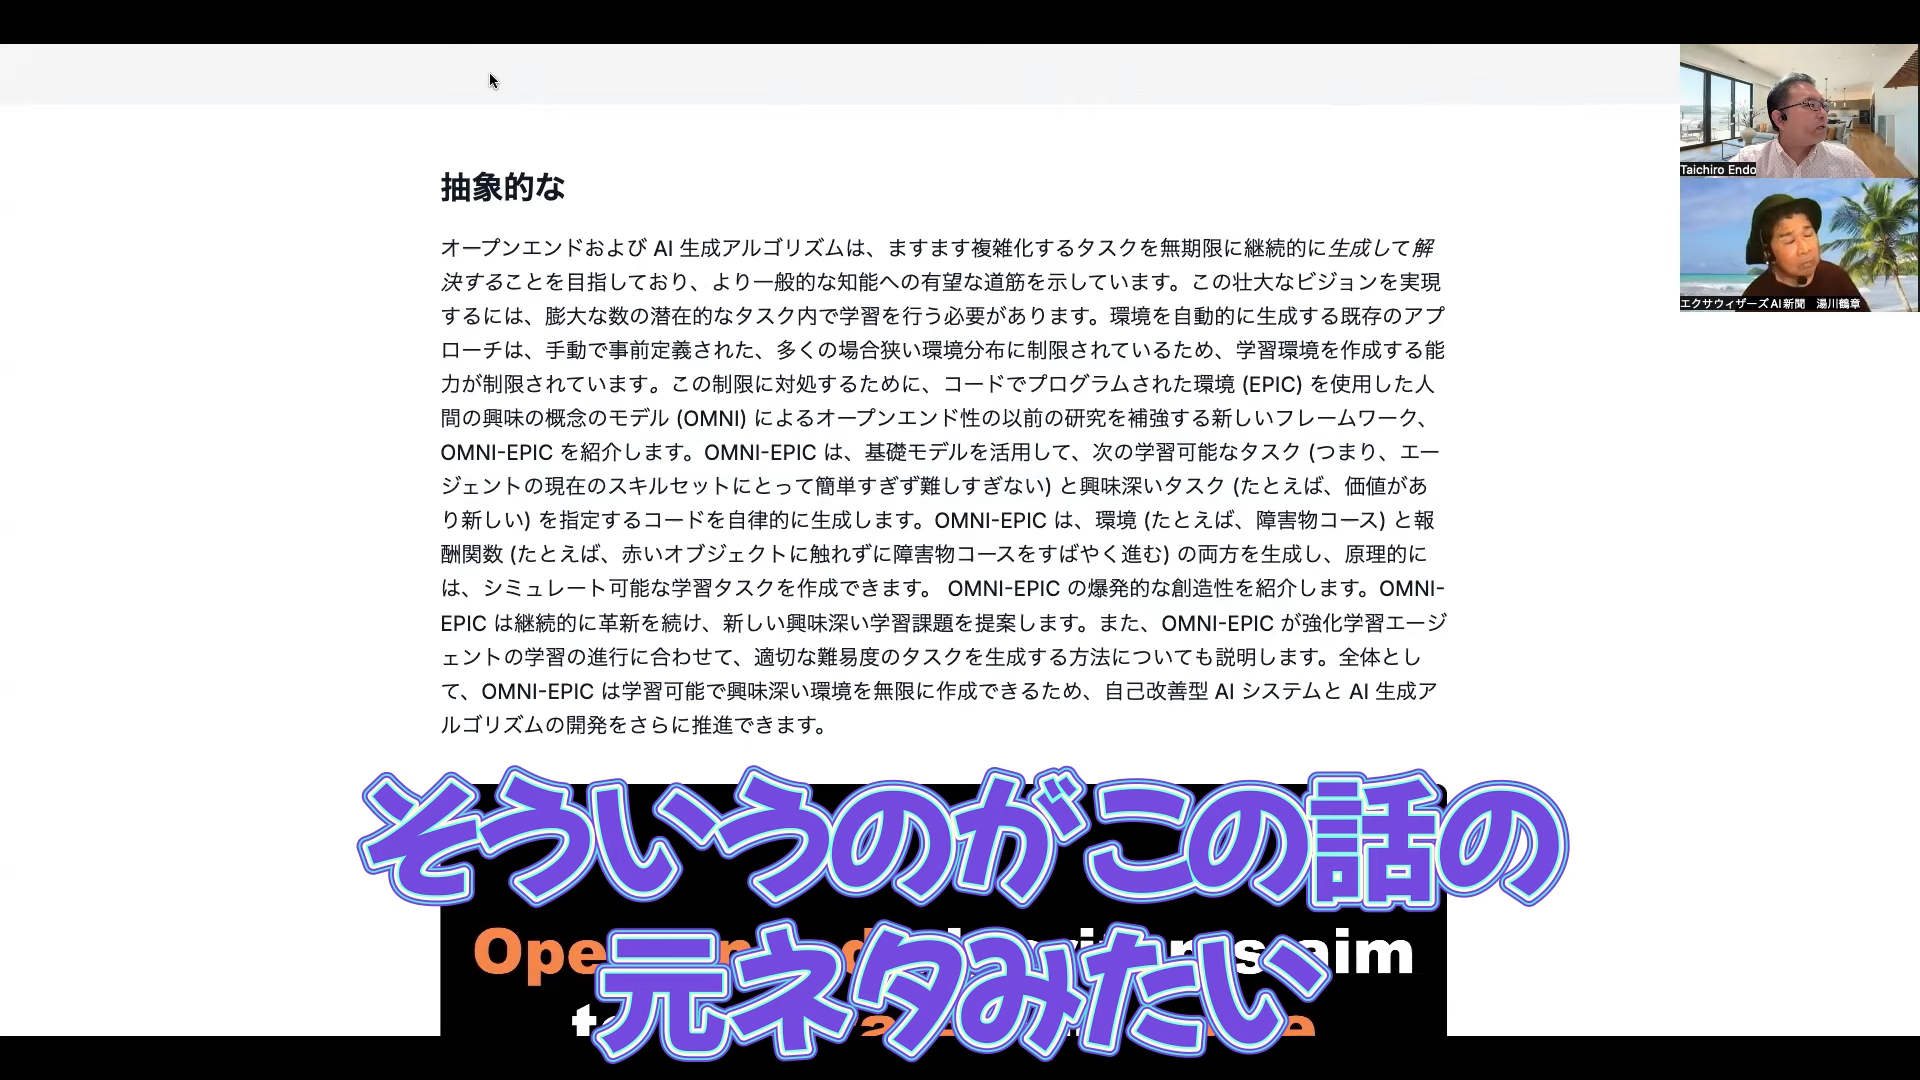 抽象的な
オープンエンドおよび AI 生成アルゴリズムは、ますます複雑化するタスクを無期限に継続的に生成して解
決することを目指しており、より一般的な知能への有望な道筋を示しています。この壮大なビジョンを実現
するには、膨大な数の潜在的なタスク内で学習を行う必要があります。環境を自動的に生成する既存のアプ
ローチは、手動で事前定義された、多くの場合狭い環境分布に制限されているため、学習環境を作成する能
力が制限されています。この制限に対処するために、コードでプログラムされた環境 (EPIC) を使用した人
間の興味の概念のモデル (OMNI) によるオープンエンド性の以前の研究を補強する新しいフレームワーク、
OMNI-EPIC を紹介します。OMNI-EPIC は、基礎モデルを活用して、次の学習可能なタスク (つまり、エー
ジェントの現在のスキルセットにとって簡単すぎず難しすぎない) と興味深いタスク (たとえば、価値があ
り新しい) を指定するコードを自律的に生成します。OMNI-EPIC は、環境 (たとえば、障害物コース) と報
酬関数 (たとえば、赤いオブジェクトに触れずに障害物コースをすばやく進む) の両方を生成し、原理的に
は、シミュレート可能な学習タスクを作成できます。 OMNI-EPIC の爆発的な創造性を紹介します。OMNI-
EPIC は継続的に革新を続け、新しい興味深い学習課題を提案します。また、OMNI-EPIC が強化学習エージ
ェントの学習の進行に合わせて、適切な難易度のタスクを生成する方法についても説明します。全体とし
て、OMNI-EPIC は学習可能で興味深い環境を無限に作成できるため、自己改善型 AI システムと AI 生成ア
ルゴリズムの開発をさらに推進できます。
Taichiro Endo
エクサウィザーズAI新聞 湯川鶴章
そういうのがこの話の
元ネタみたい
aim